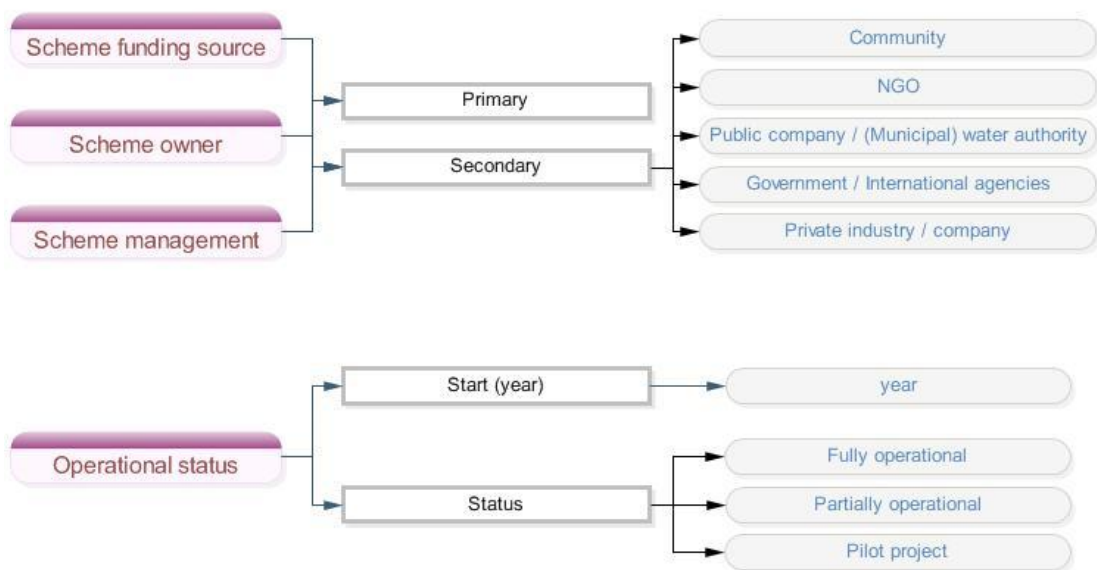 Scheme funding source
Scheme owner
Scheme management
Primary
Secondary
Community
NGO
Public company / (Municipal) water authority
Government / International agencies
Private industry / company
Operational status
Start (year)
Status
year
Fully operational
Partially operational
Pilot project